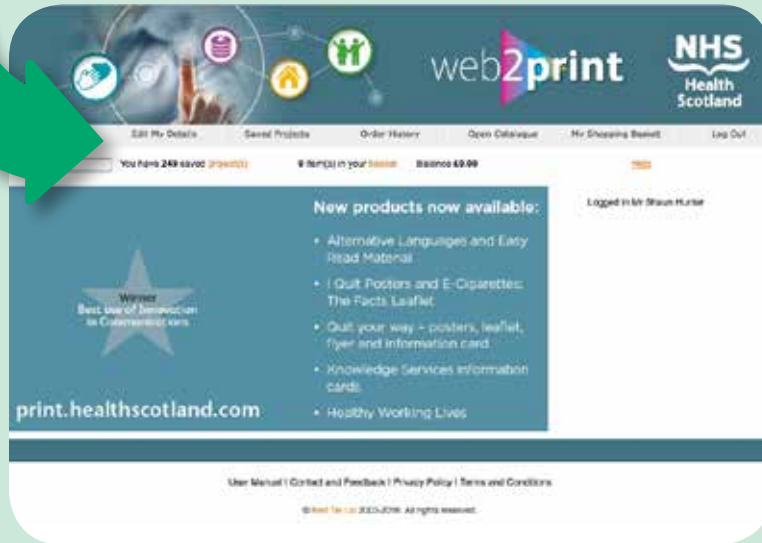 web2print
NHS
Health
Scotland
Edit My Details Saved Projects Order History Open Catalogue My Shopping Basket Log Out
You have 249 saved project(s) 0 item(s) in your basket Balance £0.00
Logged in Mr Shaun Hunter
New products now available:
• Alternative Languages and Easy
Read Material
• I Quit Posters and E-Cigarettes:
The Facts Leaflet
• Quit your way – posters, leaflet,
flyer and information card
• Knowledge Services information
cards
• Healthy Working Lives
Winner
Best use of Innovation
in Communications
print.healthscotland.com
User Manual | Contact and Feedback | Privacy Policy | Terms and Conditions
© All rights reserved.